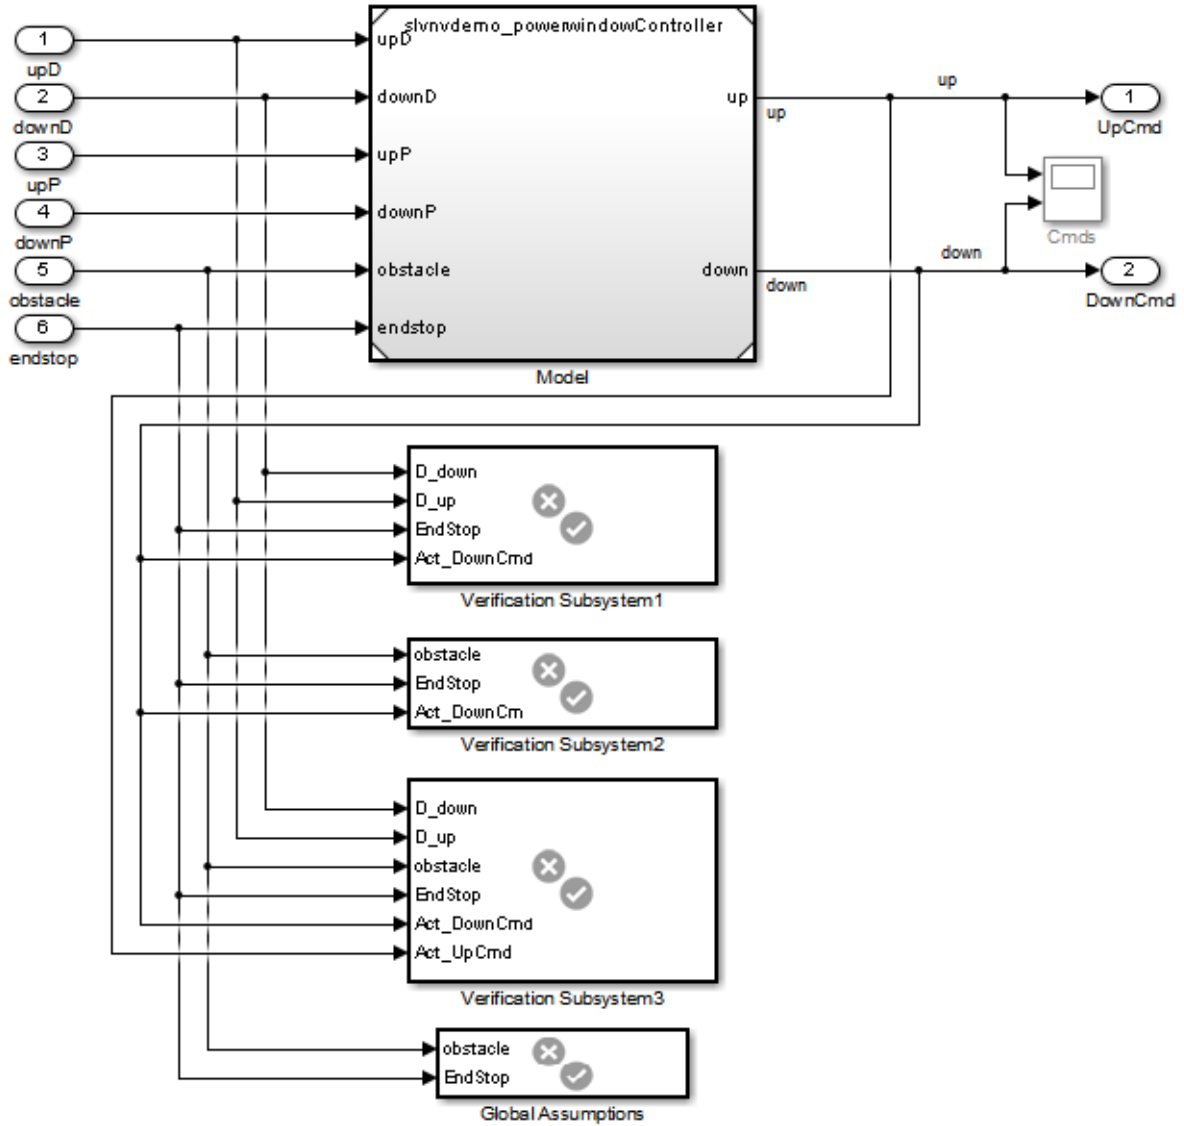 slvnvdemo_powerwindowController
1
upD
upD
2
downD
downD
up
up
up
1
UpCmd
3
upP
upP
4
downP
downP
Cmds
5
obstacle
obstacle
down
down
down
2
DownCmd
6
endstop
endstop
Model
D_down
D_up
EndStop
Act_DownCmd
Verification Subsystem1
obstacle
EndStop
Act_DownCm
Verification Subsystem2
D_down
D_up
obstacle
EndStop
Act_DownCmd
Act_UpCmd
Verification Subsystem3
obstacle
EndStop
Global Assumptions